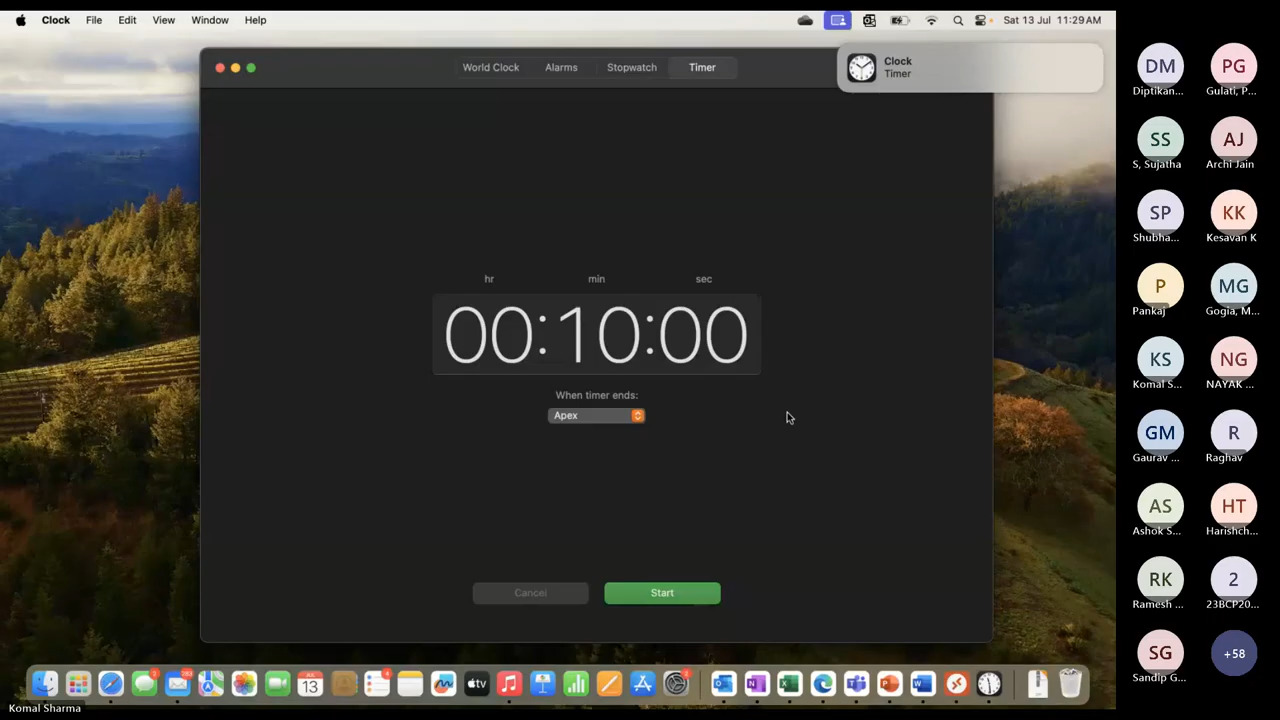 Clock File Edit View Window Help
Sat 13 Jul 11:29 AM
World Clock Alarms Stopwatch Timer
Clock
Timer
hr min sec
00:10:00
When timer ends:
Apex
Cancel Start
DM PG
Diptikan... Gulati, P...
SS AJ
S, Sujatha Archi Jain
SP KK
Shubha... Kesavan K
P MG
Pankaj Gogia, M...
KS NG
Komal S... NAYAK ...
GM R
Gaurav ... Raghav
AS HT
Ashok S... Harishch...
RK 2
Ramesh ... 23BCP20...
SG +58
Sandip G...
13
tv
Komal Sharma